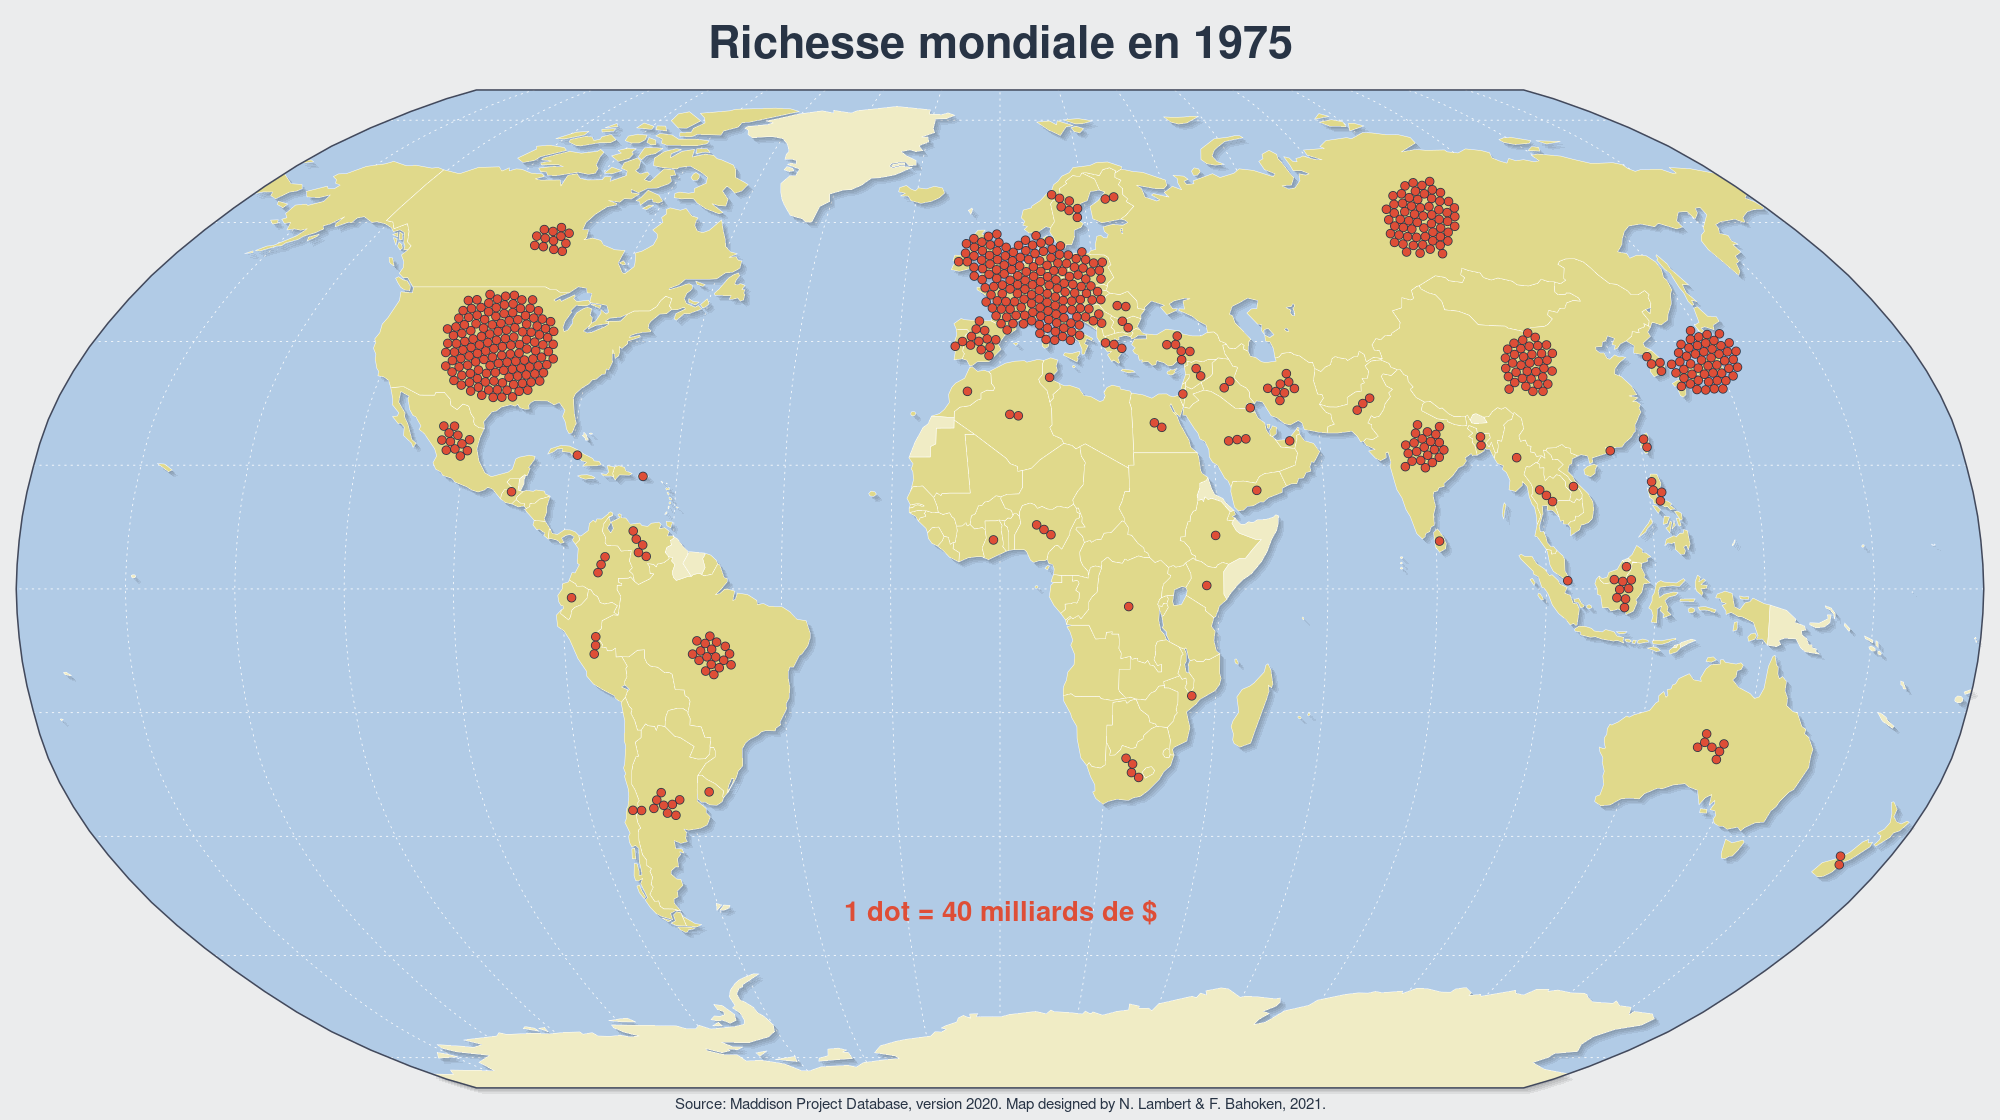 Richesse mondiale en 1975
1 dot = 40 milliards de $
Source: Maddison Project Database, version 2020. Map designed by N. Lambert & F. Bahoken, 2021.